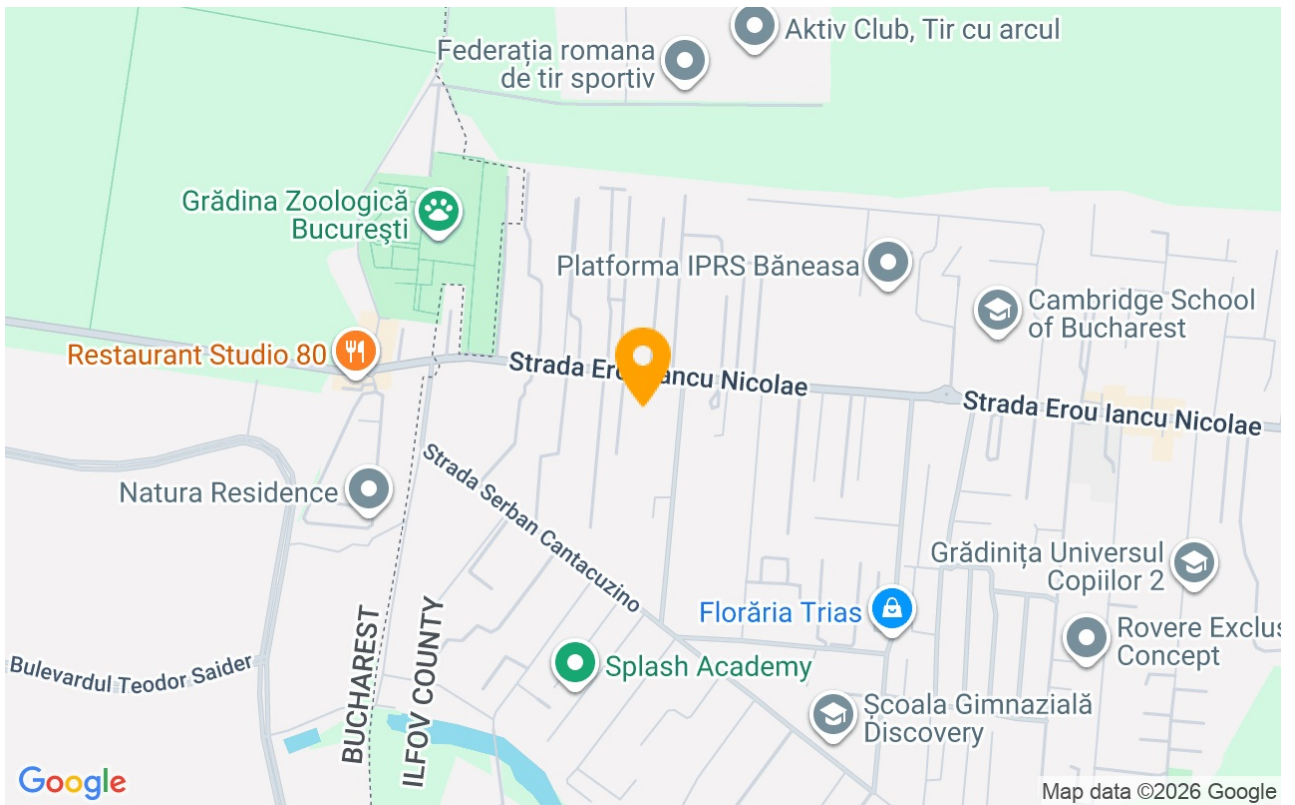 Aktiv Club, Tir cu arcul
Federația romana
de tir sportiv
Grădina Zoologică
Bucureşti
Platforma IPRS Băneasa
Cambridge School
of Bucharest
Restaurant Studio 80
Strada Erou Iancu Nicolae
Strada Erou Iancu Nicolae
Natura Residence
Strada Serban Cantacuzino
Grădinița Universul
Copiilor 2
Florăria Trias
Rovere Exclus
Concept
Bulevardul Teodor Saider
BUCHAREST
ILFOV COUNTY
Splash Academy
Scoala Gimnazială
Discovery
Google
Map data ©2026 Google